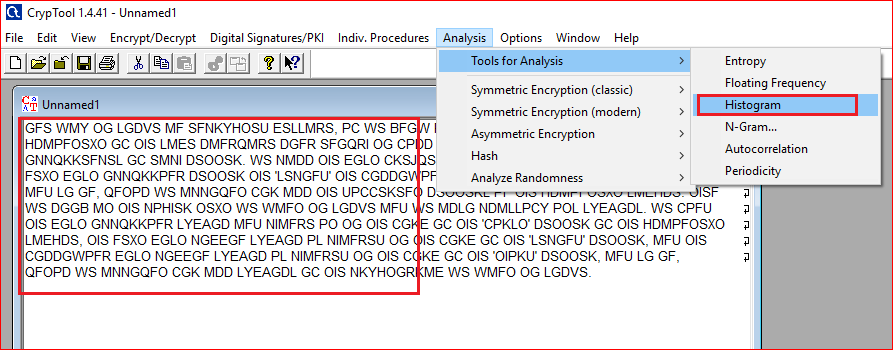 CrypTool 1.4.41 - Unnamed1
File Edit View Encrypt/Decrypt Digital Signatures/PKI Indiv. Procedures Analysis Options Window Help
Tools for Analysis
Symmetric Encryption (classic)
Symmetric Encryption (modern)
Asymmetric Encryption
Hash
Analyze Randomness
Entropy
Floating Frequency
Histogram
N-Gram...
Autocorrelation
Periodicity
Unnamed1
GFS WMY OG LGDVS MF SFNKYHOSU ESLLMRS, PC WS BFGW
HDMPFOSXO GC OIS LMES DMFRQMRS DGFR SFGQRI OG CPDD
GNNQKKSFNSL GC SMNI DSOOSK. WS NMDD OIS EGLO CKSJQS
FSXO EGLO GNNQKKPFR DSOOSK OIS 'LSNGFU' OIS CGDDGWPF
MFU LG GF, QFOPD WS MNNGQFO CGK MDD OIS UPCCSKSFO DSOOSKL PF OIS HDMPFOSXO LMEHDS. OISF
WS DGGB MO OIS NPHISK OSXO WS WMFO OG LGDVS MFU WS MDLG NDMLLPCY POL LYEAGDL. WS CPFU
OIS EGLO GNNQKKPFR LYEAGD MFU NIMFRS PO OG OIS CGKE GC OIS 'CPKLO' DSOOSK GC OIS HDMPFOSXO
LMEHDS, OIS FSXO EGLO NGEEGF LYEAGD PL NIMFRSU OG OIS CGKE GC OIS 'LSNGFU' DSOOSK, MFU OIS
CGDDGWPFR EGLO NGEEGF LYEAGD PL NIMFRSU OG OIS CGKE GC OIS 'OIPKU' DSOOSK, MFU LG GF,
QFOPD WS MNNGQFO CGK MDD LYEAGDL GC OIS NKYHOGRKME WS WMFO OG LGDVS.